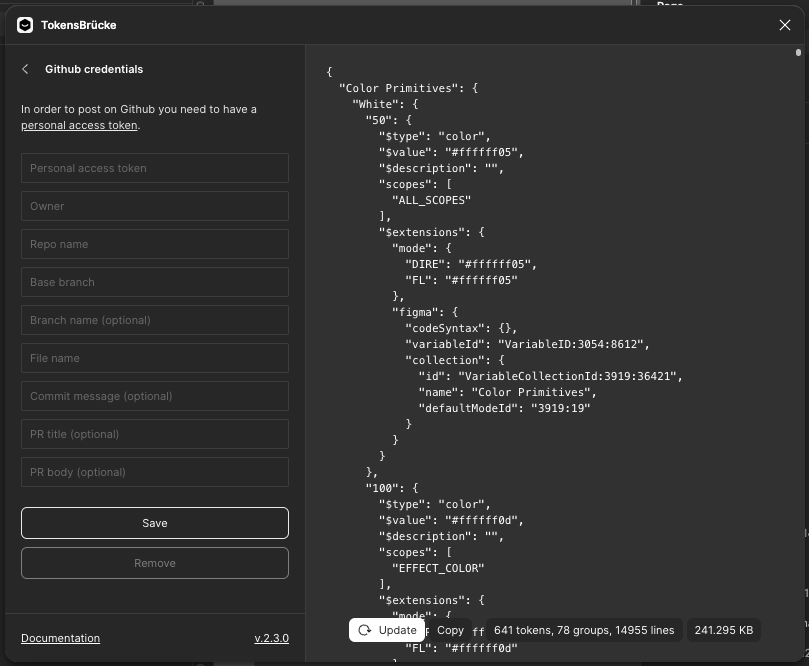 Page
TokensBrücke
Github credentials
In order to post on Github you need to have a
personal access token.
Personal access token
Owner
Repo name
Base branch
Branch name (optional)
File name
Commit message (optional)
PR title (optional)
PR body (optional)
Save
Remove
Documentation
v.2.3.0
{
"Color Primitives": {
"White": {
"50": {
"$type": "color",
"$value": "#ffffff05",
"$description": "",
"scopes": [
"ALL_SCOPES"
],
"$extensions": {
"mode": {
"DIRE": "#ffffff05",
"FL": "#ffffff05"
},
"figma": {
"codeSyntax": {},
"variableId": "VariableID:3054:8612",
"collection": {
"id": "VariableCollectionId:3919:36421",
"name": "Color Primitives",
"defaultModeId": "3919:19"
}
}
}
},
"100": {
"$type": "color",
"$value": "#ffffff0d",
"$description": "",
"scopes": [
"EFFECT_COLOR"
],
"$extensions": {
"mode": {
"FL": "#ffffff0d"
Update
Copy
641 tokens, 78 groups, 14955 lines
241.295 KB